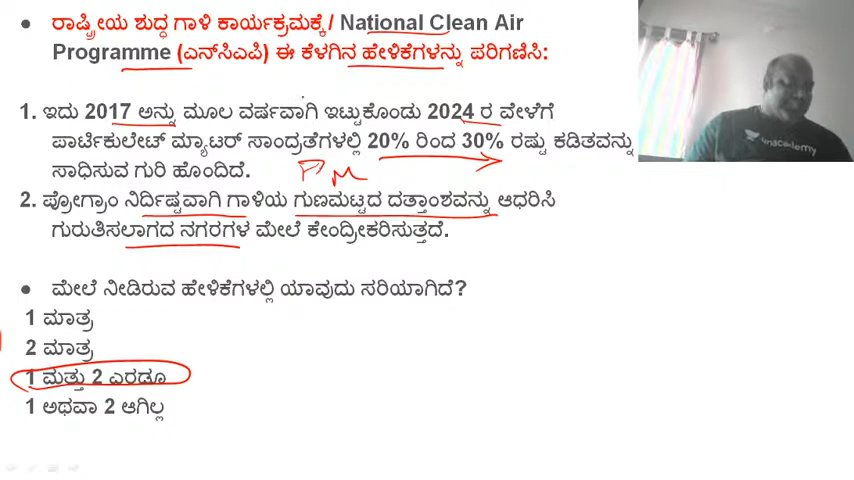 ರಾಷ್ಟ್ರೀಯ ಶುದ್ಧ ಗಾಳಿ ಕಾರ್ಯಕ್ರಮಕ್ಕೆ/ National Clean Air
Programme (ಎನ್‌ಸಿಎಪಿ) ಈ ಕೆಳಗಿನ ಹೇಳಿಕೆಗಳನ್ನು ಪರಿಗಣಿಸಿ:
1. ಇದು 2017 ಅನ್ನು ಮೂಲ ವರ್ಷವಾಗಿ ಇಟ್ಟುಕೊಂಡು 2024 ರ ವೇಳೆಗೆ
ಪಾರ್ಟಿಕುಲೇಟ್ ಮ್ಯಾಟರ್ ಸಾಂದ್ರತೆಗಳಲ್ಲಿ 20% ರಿಂದ 30% ರಷ್ಟು ಕಡಿತವನ್ನು
ಸಾಧಿಸುವ ಗುರಿ ಹೊಂದಿದೆ.
PM
2. ಪ್ರೋಗ್ರಾಂ ನಿರ್ದಿಷ್ಟವಾಗಿ ಗಾಳಿಯ ಗುಣಮಟ್ಟದ ದತ್ತಾಂಶವನ್ನು ಆಧರಿಸಿ
ಗುರುತಿಸಲಾಗದ ನಗರಗಳ ಮೇಲೆ ಕೇಂದ್ರೀಕರಿಸುತ್ತದೆ.
ಮೇಲೆ ನೀಡಿರುವ ಹೇಳಿಕೆಗಳಲ್ಲಿ ಯಾವುದು ಸರಿಯಾಗಿದೆ?
1 ಮಾತ್ರ
2 ಮಾತ್ರ
1 ಮತ್ತು 2 ಎರಡೂ
1 ಅಥವಾ 2 ಆಗಿಲ್ಲ